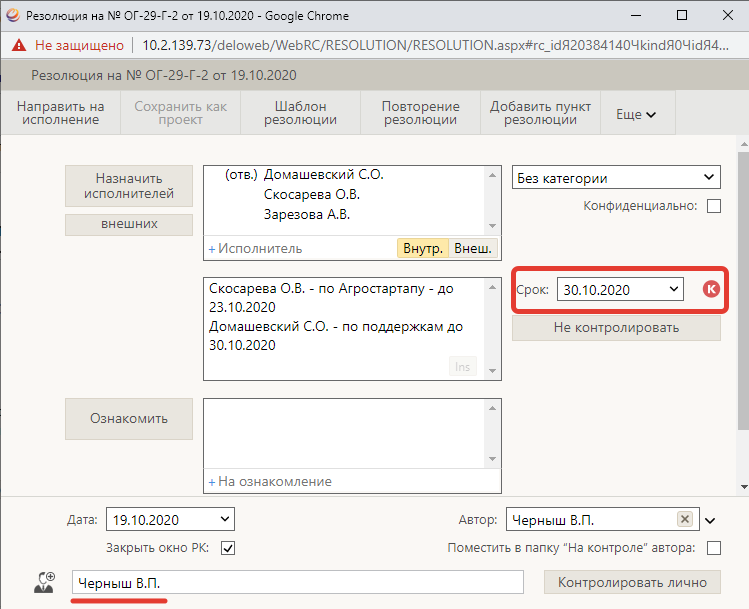 Резолюция на № ОГ-29-Г-2 от 19.10.2020 - Google Chrome
Не защищено
10.2.139.73/deloweb/WebRC/RESOLUTION/RESOLUTION.aspx#rc_idЯ20384140ЧkindЯ0ЧidЯ4...
Резолюция на № ОГ-29-Г-2 от 19.10.2020
Направить на
исполнение
Сохранить как
проект
Шаблон
резолюции
Повторение
резолюции
Добавить пункт
резолюции
Еще
Назначить
исполнителей
внешних
(отв.) Домашевский С.О.
Скосарева О.В.
Зарезова А.В.
+ Исполнитель
Внутр. Внеш.
Без категории
Конфиденциально:
Скосарева О.В. - по Агростартапу - до
23.10.2020
Домашевский С.О. - по поддержкам до
30.10.2020
Ins
Срок: 30.10.2020
К
Не контролировать
Ознакомить
+ На ознакомление
Дата: 19.10.2020
Автор: Черныш В.П.
Закрыть окно РК:
Поместить в папку "На контроле" автора:
Черныш В.П.
Контролировать лично